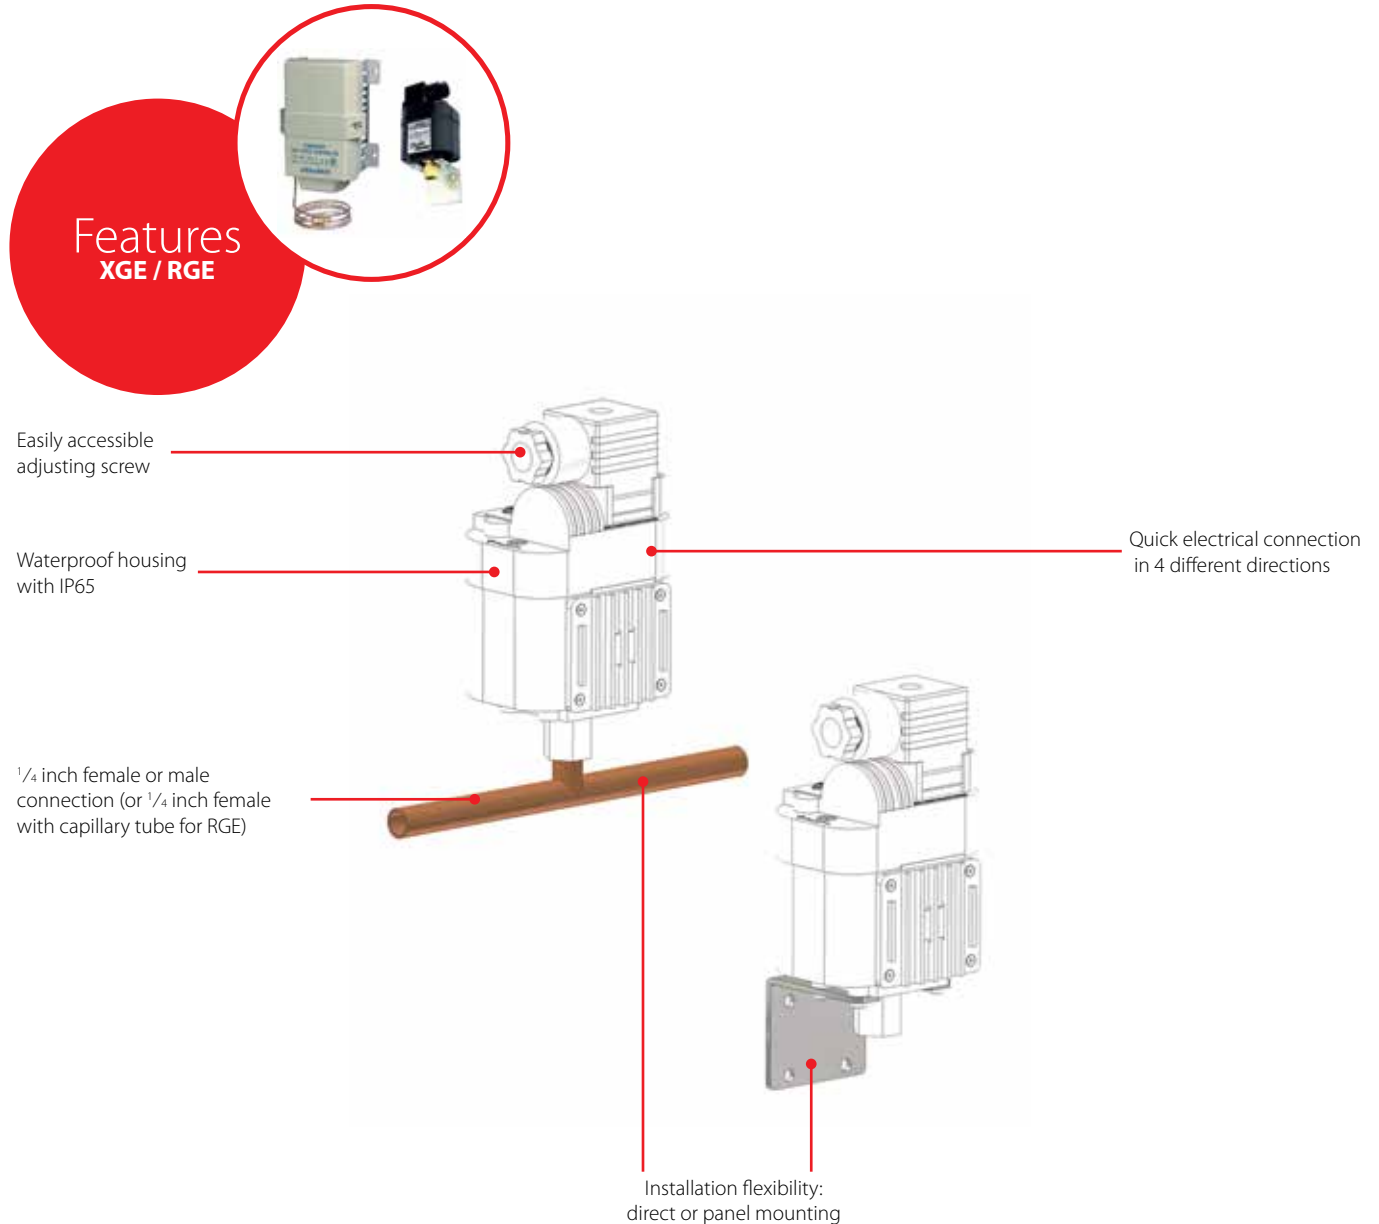 Features
XGE / RGE
Easily accessible
adjusting screw
Waterproof housing
with IP65
Quick electrical connection
in 4 different directions
1/4 inch female or male
connection (or 1/4 inch female
with capillary tube for RGE)
Installation flexibility:
direct or panel mounting